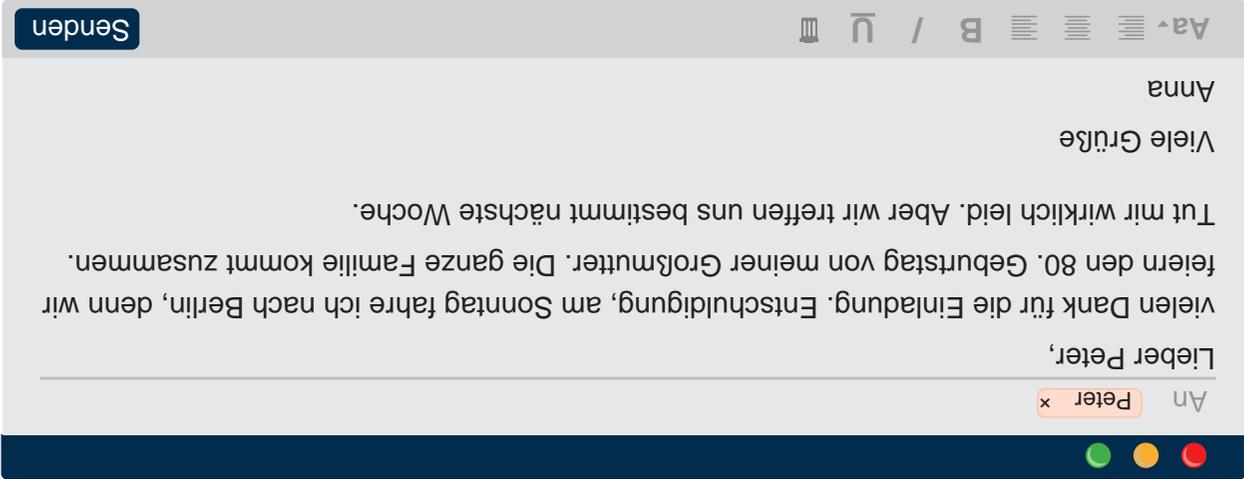 An Peter ×
Lieber Peter,
vielen Dank für die Einladung. Entschuldigung, am Sonntag fahre ich nach Berlin, denn wir
feiern den 80. Geburtstag von meiner Großmutter. Die ganze Familie kommt zusammen.
Tut mir wirklich leid. Aber wir treffen uns bestimmt nächste Woche.
Viele Grüße
Anna
Aa B I U Senden